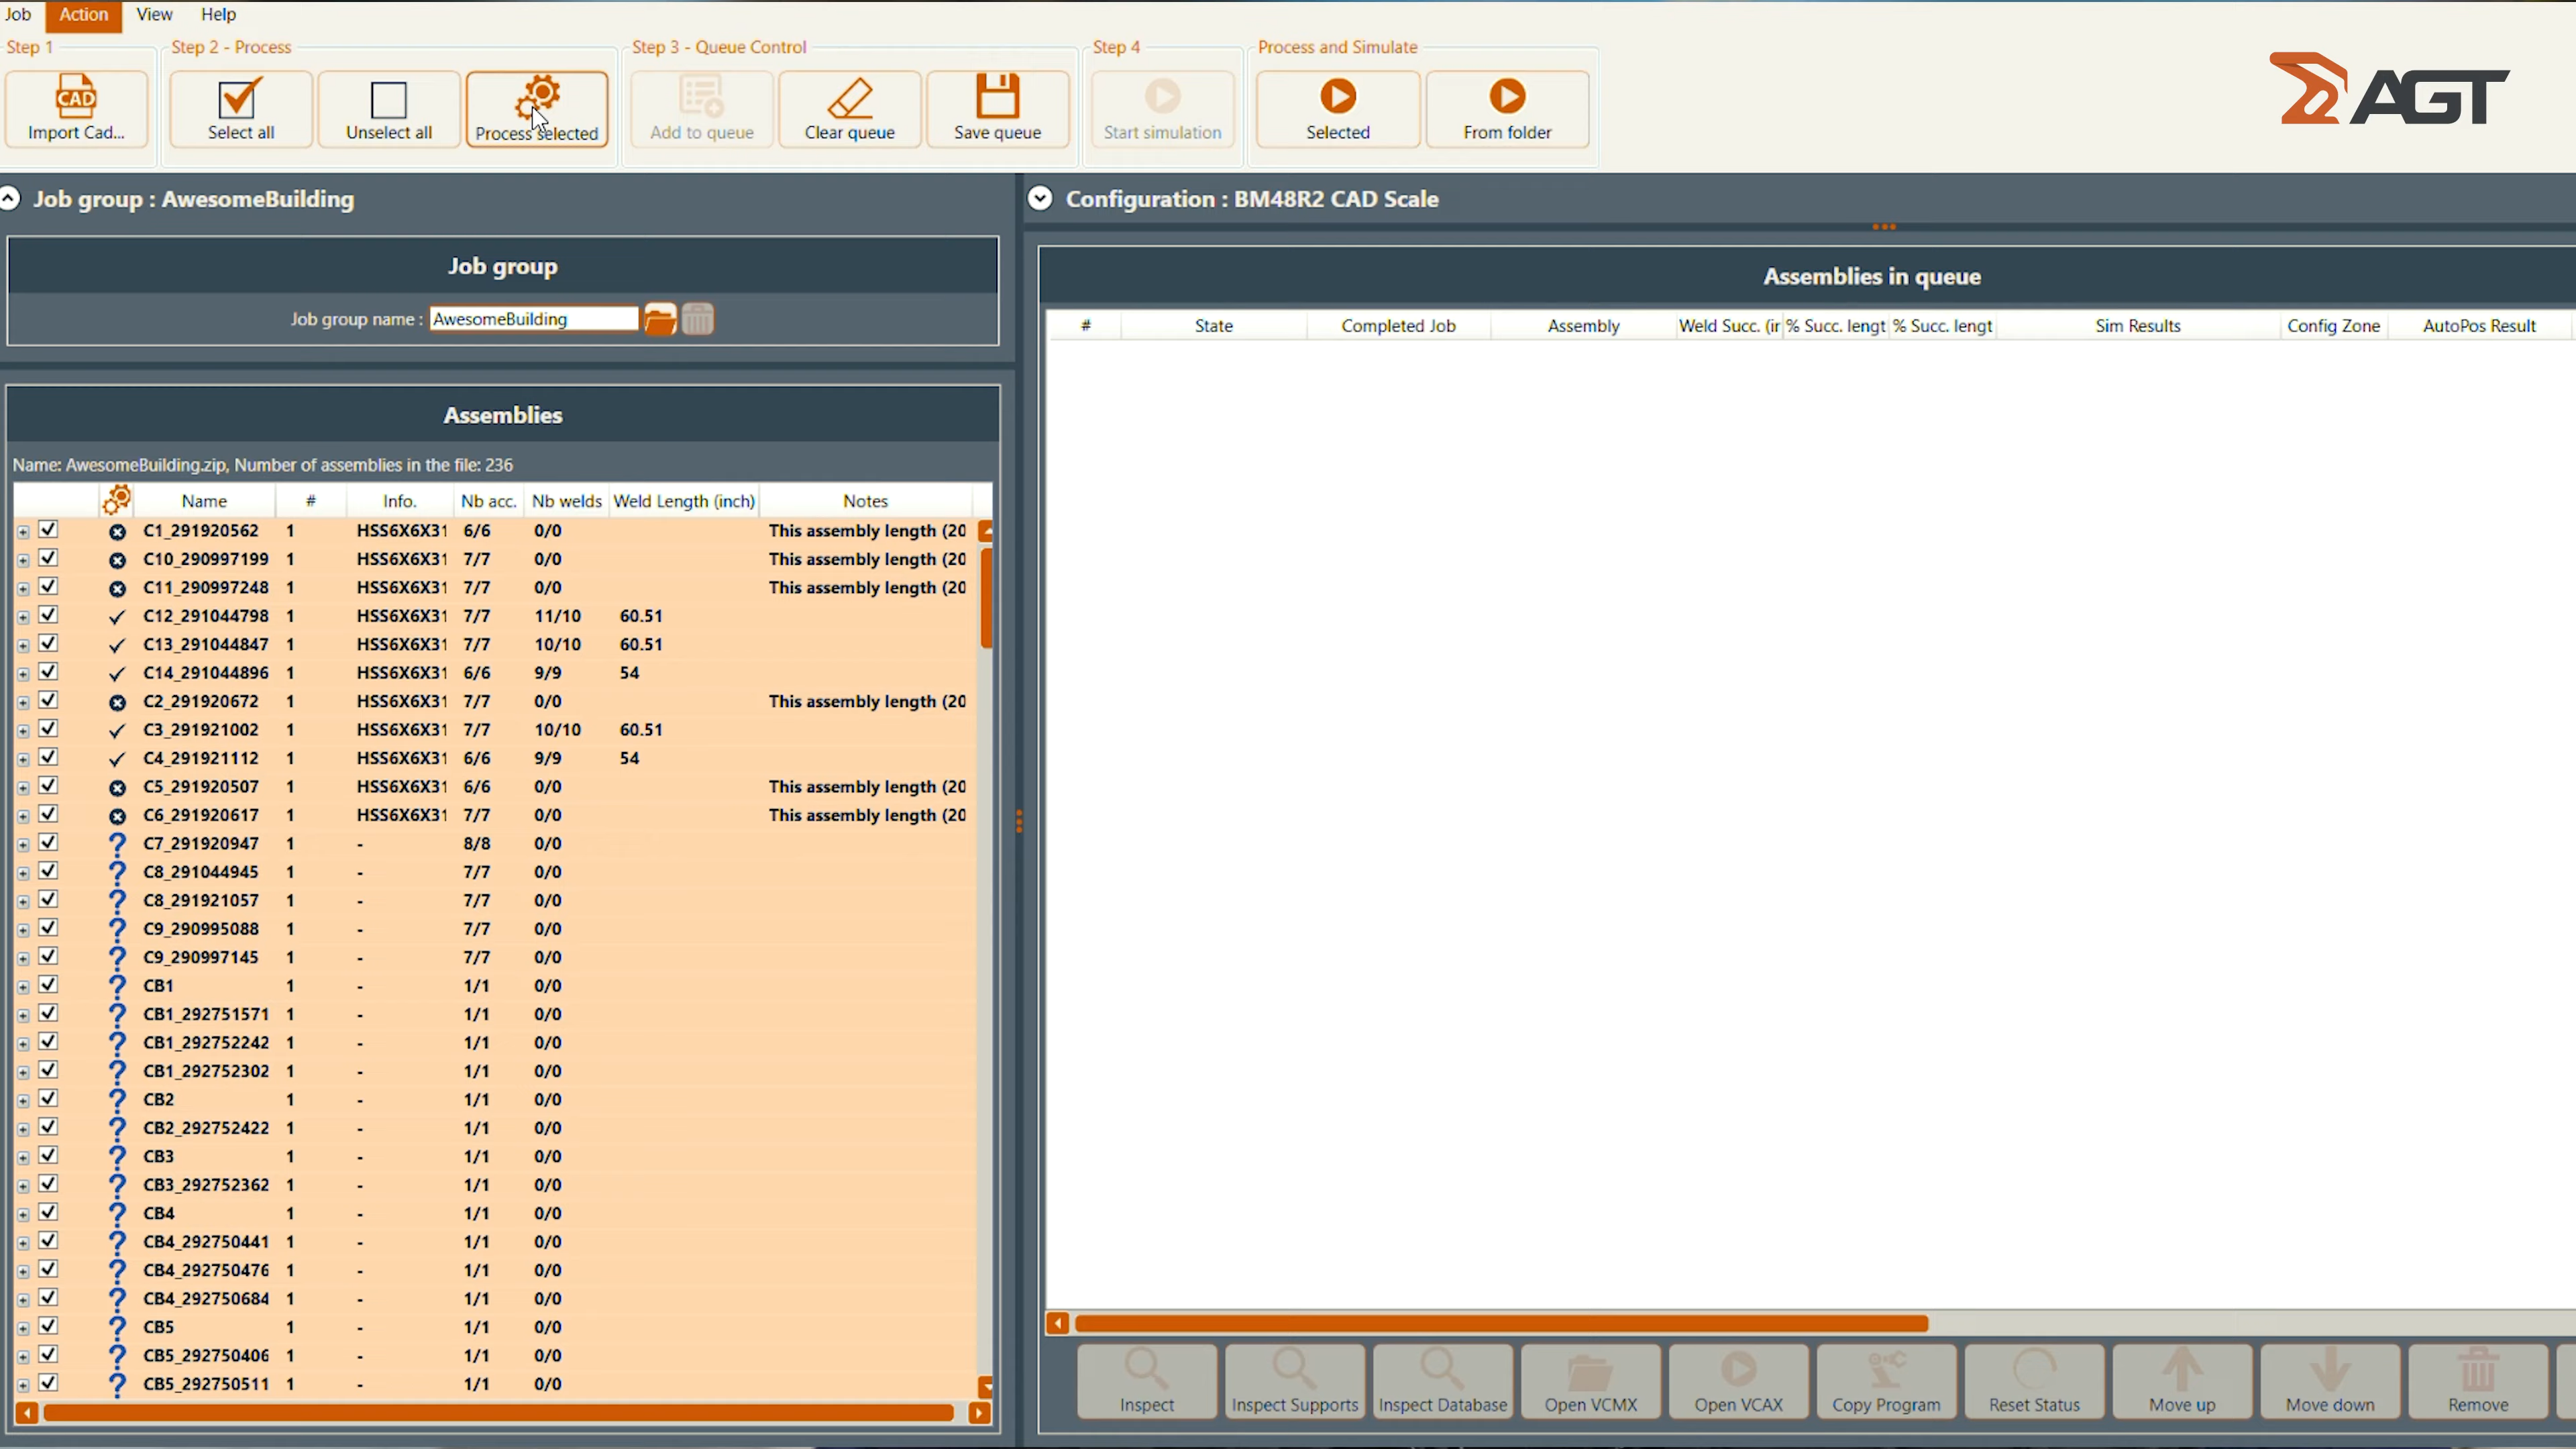 Job Action View Help
Step 1 Step 2 - Process Step 3 - Queue Control Step 4 Process and Simulate
CAD
Import Cad... Select all Unselect all Process selected Add to queue Clear queue Save queue Start simulation Selected From folder
AGT
Job group : AwesomeBuilding
Configuration : BM48R2 CAD Scale
Job group
Job group name : AwesomeBuilding
Assemblies in queue
# State Completed Job Assembly Weld Succ. (ir % Succ. lengt % Succ. lengt Sim Results Config Zone AutoPos Result
Assemblies
Name: AwesomeBuilding.zip, Number of assemblies in the file: 236
Name # Info. Nb acc. Nb welds Weld Length (inch) Notes
C1_291920562 1 HSS6X6X31 6/6 0/0 This assembly length (20
C10_290997199 1 HSS6X6X31 7/7 0/0 This assembly length (20
C11_290997248 1 HSS6X6X31 7/7 0/0 This assembly length (20
C12_291044798 1 HSS6X6X31 7/7 11/10 60.51
C13_291044847 1 HSS6X6X31 7/7 10/10 60.51
C14_291044896 1 HSS6X6X31 6/6 9/9 54
C2_291920672 1 HSS6X6X31 7/7 0/0 This assembly length (20
C3_291921002 1 HSS6X6X31 7/7 10/10 60.51
C4_291921112 1 HSS6X6X31 6/6 9/9 54
C5_291920507 1 HSS6X6X31 6/6 0/0 This assembly length (20
C6_291920617 1 HSS6X6X31 7/7 0/0 This assembly length (20
? C7_291920947 1 - 8/8 0/0
? C8_291044945 1 - 7/7 0/0
? C8_291921057 1 - 7/7 0/0
? C9_290995088 1 - 7/7 0/0
? C9_290997145 1 - 7/7 0/0
? CB1 1 - 1/1 0/0
? CB1_292751571 1 - 1/1 0/0
? CB1_292752242 1 - 1/1 0/0
? CB1_292752302 1 - 1/1 0/0
? CB2 1 - 1/1 0/0
? CB2_292752422 1 - 1/1 0/0
? CB3 1 - 1/1 0/0
? CB3_292752362 1 - 1/1 0/0
? CB4 1 - 1/1 0/0
? CB4_292750441 1 - 1/1 0/0
? CB4_292750476 1 - 1/1 0/0
? CB4_292750684 1 - 1/1 0/0
? CB5 1 - 1/1 0/0
? CB5_292750406 1 - 1/1 0/0
? CB5_292750511 1 - 1/1 0/0
Inspect Inspect Supports Inspect Database Open VCMX Open VCAX Copy Program Reset Status Move up Move down Remove